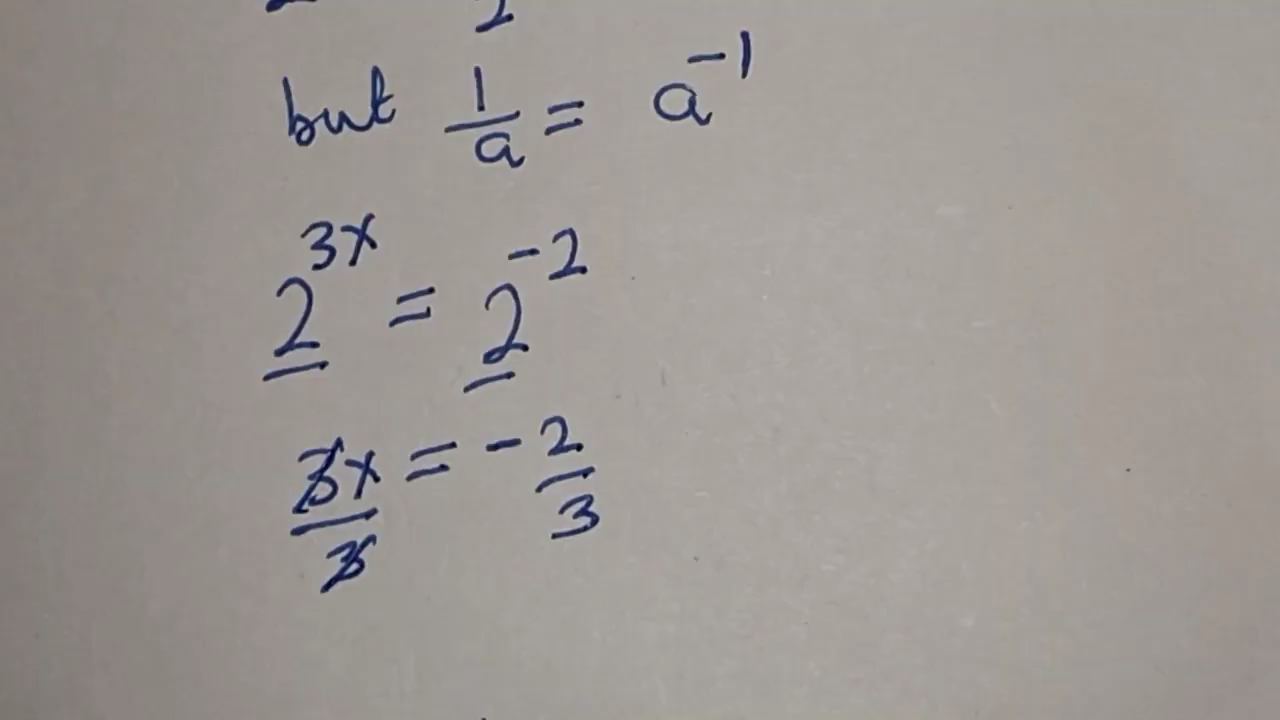 but 1/a = a^-1
2^3x = 2^-2
3x/3 = -2/3